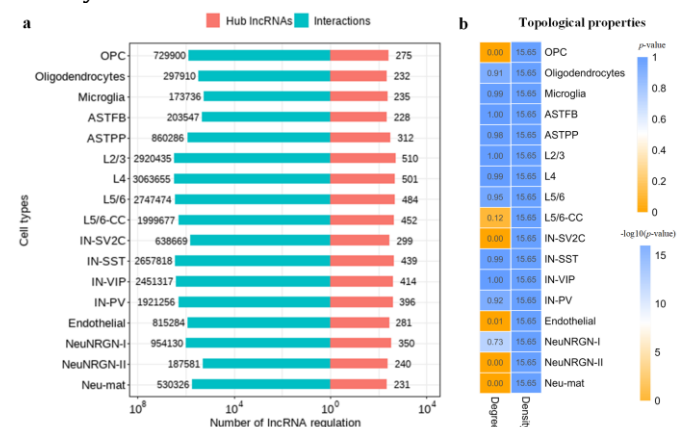 a
Hub lncRNAs Interactions
OPC 729900 275
Oligodendrocytes 297910 232
Microglia 173736 235
ASTFB 203547 228
ASTPP 860286 312
L2/3 2920435 510
L4 3063655 501
L5/6 2747474 484
L5/6-CC 1999677 452
IN-SV2C 638669 299
IN-SST 2657818 439
IN-VIP 2451317 414
IN-PV 1921256 396
Endothelial 815284 281
NeuNRGN-I 954130 350
NeuNRGN-II 187581 240
Neu-mat 530326 231
Cell types
10⁸ 10⁴ 10⁰ 10⁴
Number of lncRNA regulation
b
Topological properties
0.00 15.65 OPC
0.91 15.65 Oligodendrocytes
0.99 15.65 Microglia
1.00 15.65 ASTFB
0.98 15.65 ASTPP
1.00 15.65 L2/3
0.99 15.65 L4
0.95 15.65 L5/6
0.12 15.65 L5/6-CC
0.00 15.65 IN-SV2C
0.99 15.65 IN-SST
1.00 15.65 IN-VIP
0.92 15.65 IN-PV
0.01 15.65 Endothelial
0.73 15.65 NeuNRGN-I
0.00 15.65 NeuNRGN-II
0.00 15.65 Neu-mat
Degree Density
p-value
1
0.8
0.6
0.4
0.2
0
-log10(p-value)
15
10
5
0